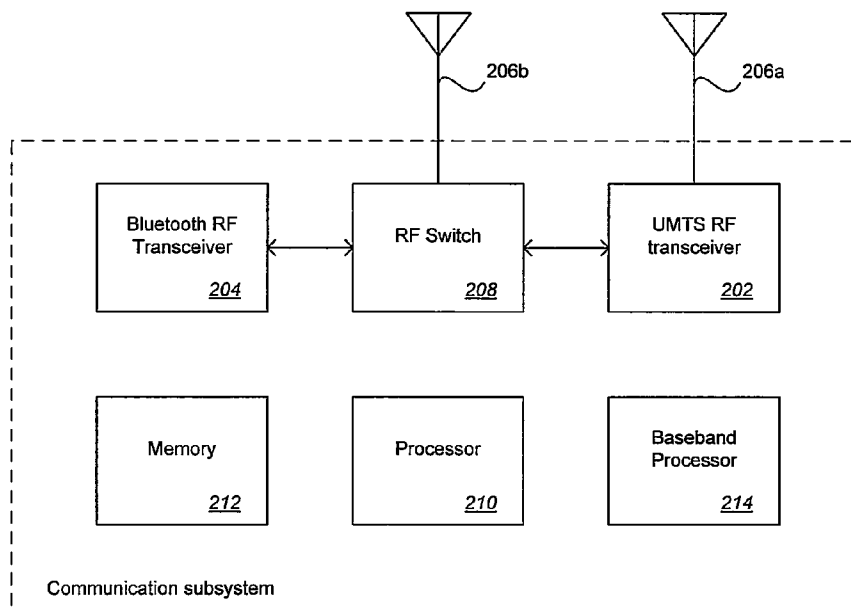 206b
206a
Bluetooth RF
Transceiver
204
RF Switch
208
UMTS RF
transceiver
202
Memory
212
Processor
210
Baseband
Processor
214
Communication subsystem